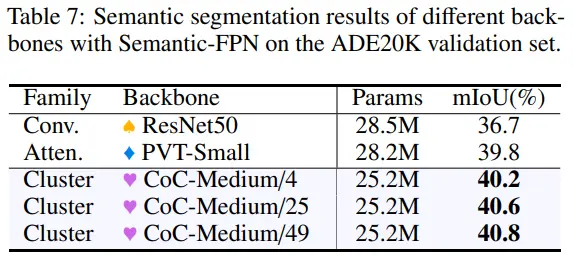 Table 7: Semantic segmentation results of different back-
bones with Semantic-FPN on the ADE20K validation set.
Family Backbone Params mIoU(%)
Conv. ♠ ResNet50 28.5M 36.7
Atten. ♦ PVT-Small 28.2M 39.8
Cluster ♥ CoC-Medium/4 25.2M 40.2
Cluster ♥ CoC-Medium/25 25.2M 40.6
Cluster ♥ CoC-Medium/49 25.2M 40.8